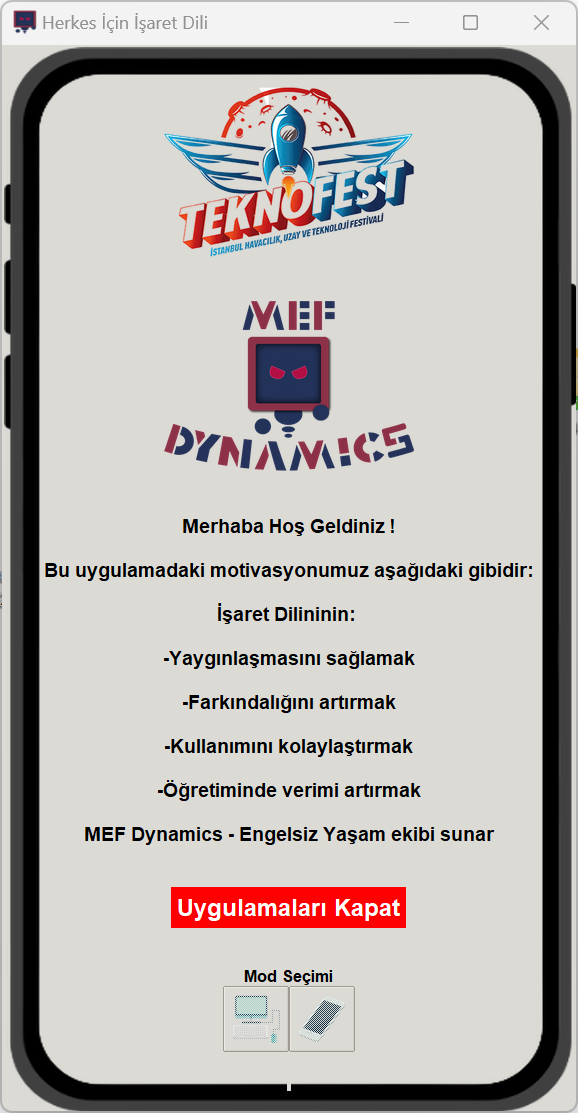 Herkes İçin İşaret Dili
TEKNOFEST
İSTANBUL HAVACILIK, UZAY VE TEKNOLOJİ FESTİVALİ
MEF
DYNAMICS
Merhaba Hoş Geldiniz !
Bu uygulamadaki motivasyonumuz aşağıdaki gibidir:
İşaret Dilininin:
-Yaygınlaşmasını sağlamak
-Farkındalığını artırmak
-Kullanımını kolaylaştırmak
-Öğretiminde verimi artırmak
MEF Dynamics - Engelsiz Yaşam ekibi sunar
Uygulamaları Kapat
Mod Seçimi